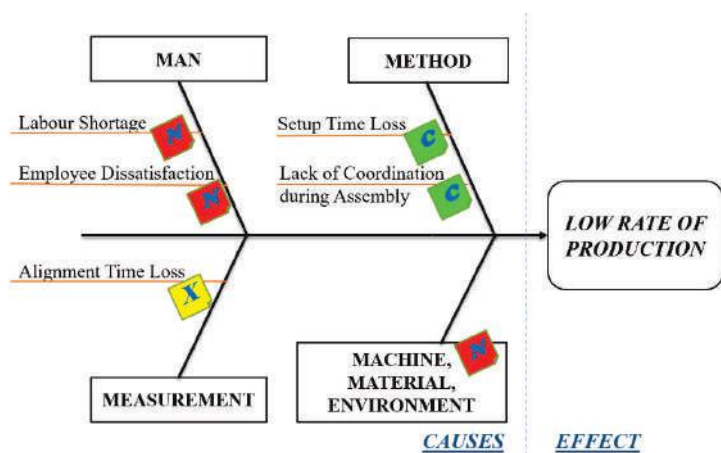 MAN
METHOD
Labour Shortage
N
Setup Time Loss
C
Employee Dissatisfaction
N
Lack of Coordination
during Assembly
C
LOW RATE OF
PRODUCTION
Alignment Time Loss
X
MEASUREMENT
MACHINE,
MATERIAL,
ENVIRONMENT
N
CAUSES
EFFECT